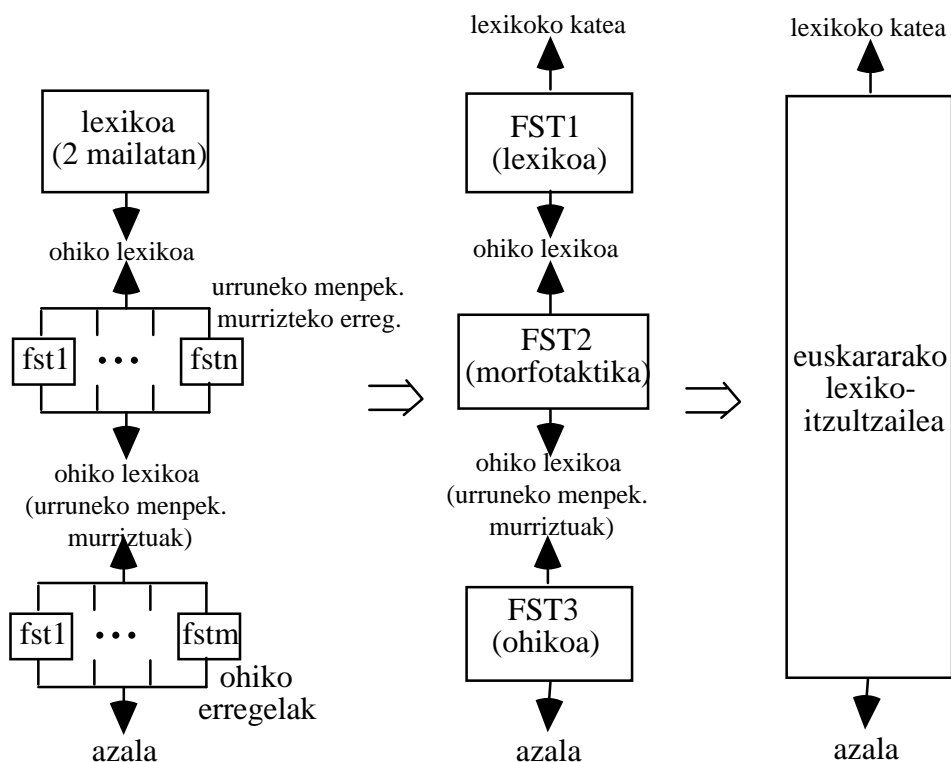 lexikoa
(2 mailatan)
ohiko lexikoa
urruneko menpek.
murrizteko erreg.
fst1
•••
fstn
ohiko lexikoa
(urruneko menpek.
murriztuak)
fst1
•••
fstm
ohiko
erregelak
azala
lexikoko katea
FST1
(lexikoa)
ohiko lexikoa
FST2
(morfotaktika)
ohiko lexikoa
(urruneko menpek.
murriztuak)
FST3
(ohikoa)
azala
lexikoko katea
euskararako
lexiko-
itzultzailea
azala